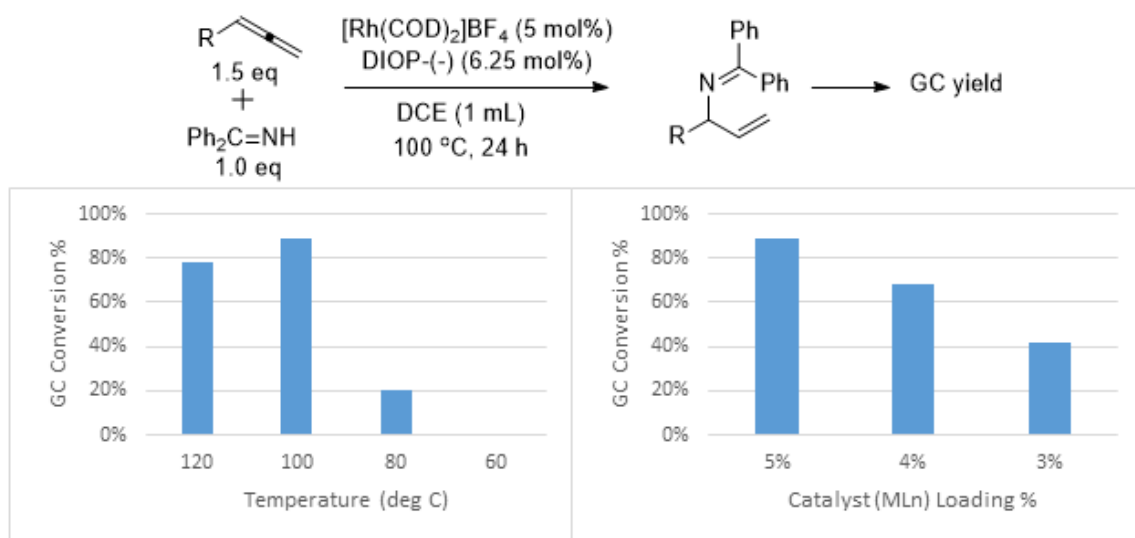 R
1.5 eq
+
Ph₂C=NH
1.0 eq
[Rh(COD)₂]BF₄ (5 mol%)
DIOP-(-) (6.25 mol%)
DCE (1 mL)
100 ºC, 24 h
Ph
N
Ph
R
GC yield
GC Conversion %
100%
80%
60%
40%
20%
0%
120 100 80 60
Temperature (deg C)
GC Conversion %
100%
80%
60%
40%
20%
0%
5% 4% 3%
Catalyst (MLn) Loading %